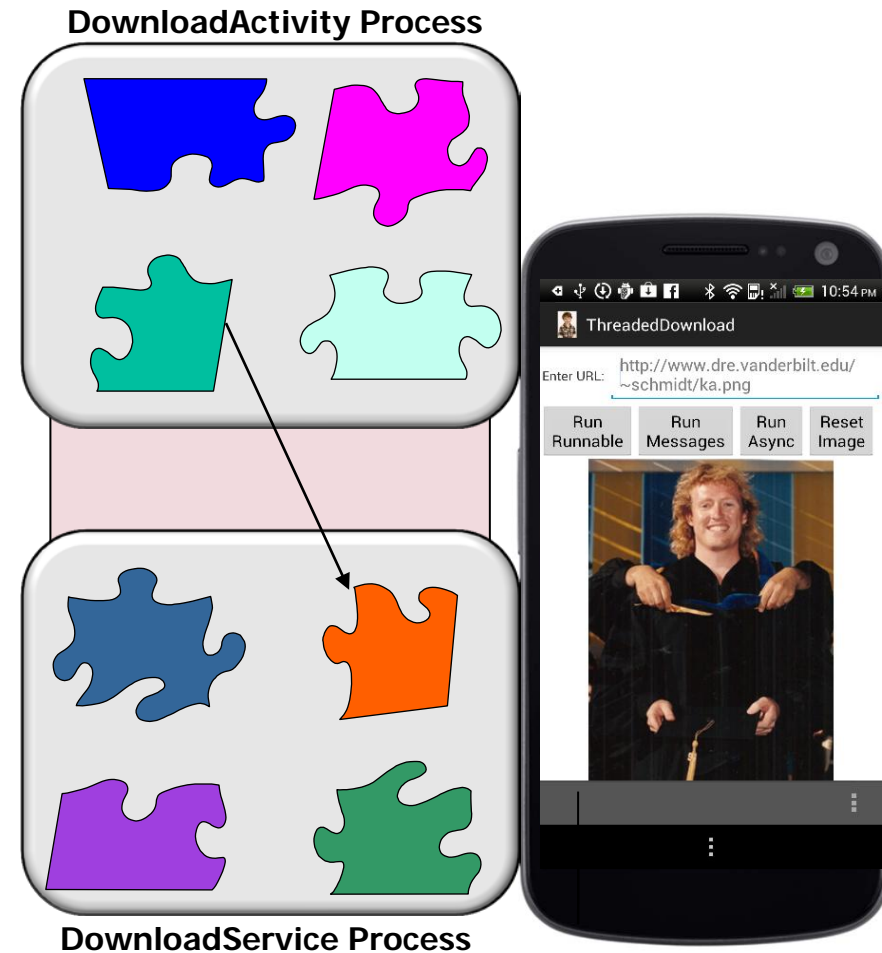 DownloadActivity Process
10:54 PM
ThreadedDownload
Enter URL:
http://www.dre.vanderbilt.edu/
~schmidt/ka.png
Run
Runnable
Run
Messages
Run
Async
Reset
Image
DownloadService Process